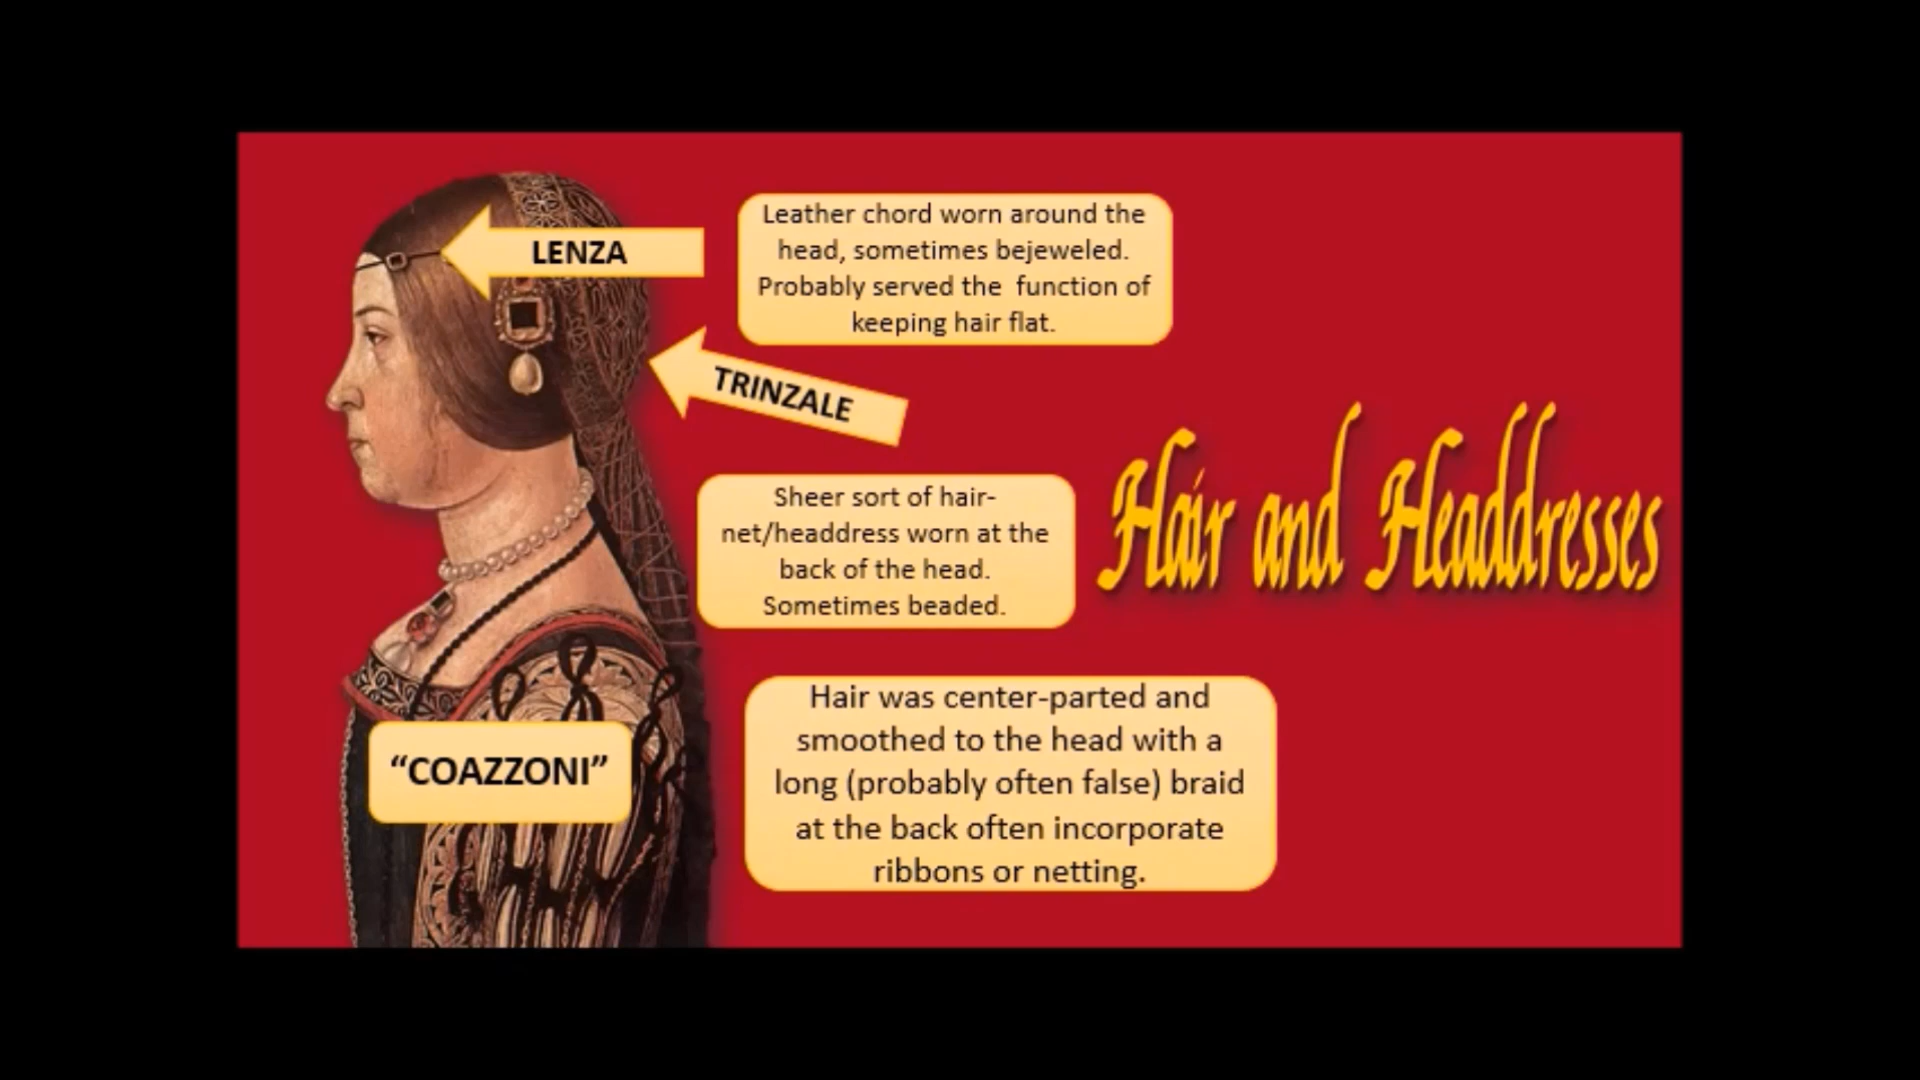 LENZA
Leather chord worn around the
head, sometimes bejeweled.
Probably served the function of
keeping hair flat.
TRINZALE
Sheer sort of hair-
net/headdress worn at the
back of the head.
Sometimes beaded.
Hair and Headdresses
“COAZZONI”
Hair was center-parted and
smoothed to the head with a
long (probably often false) braid
at the back often incorporate
ribbons or netting.